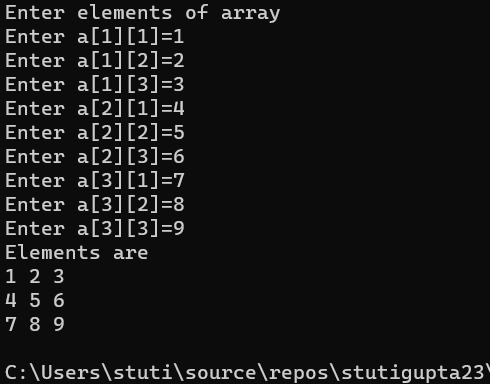 Enter elements of array
Enter a[1][1]=1
Enter a[1][2]=2
Enter a[1][3]=3
Enter a[2][1]=4
Enter a[2][2]=5
Enter a[2][3]=6
Enter a[3][1]=7
Enter a[3][2]=8
Enter a[3][3]=9
Elements are
1 2 3
4 5 6
7 8 9
C:\Users\stuti\source\repos\stutigupta23\